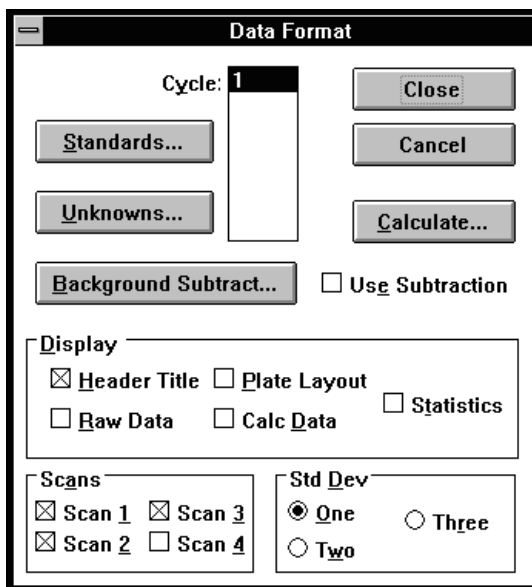 Data Format
Cycle: 1
Close
Standards...
Cancel
Unknowns...
Calculate...
Background Subtract...
Use Subtraction
Display
Header Title
Plate Layout
Statistics
Raw Data
Calc Data
Scans
Scan 1
Scan 3
Scan 2
Scan 4
Std Dev
One
Three
Two